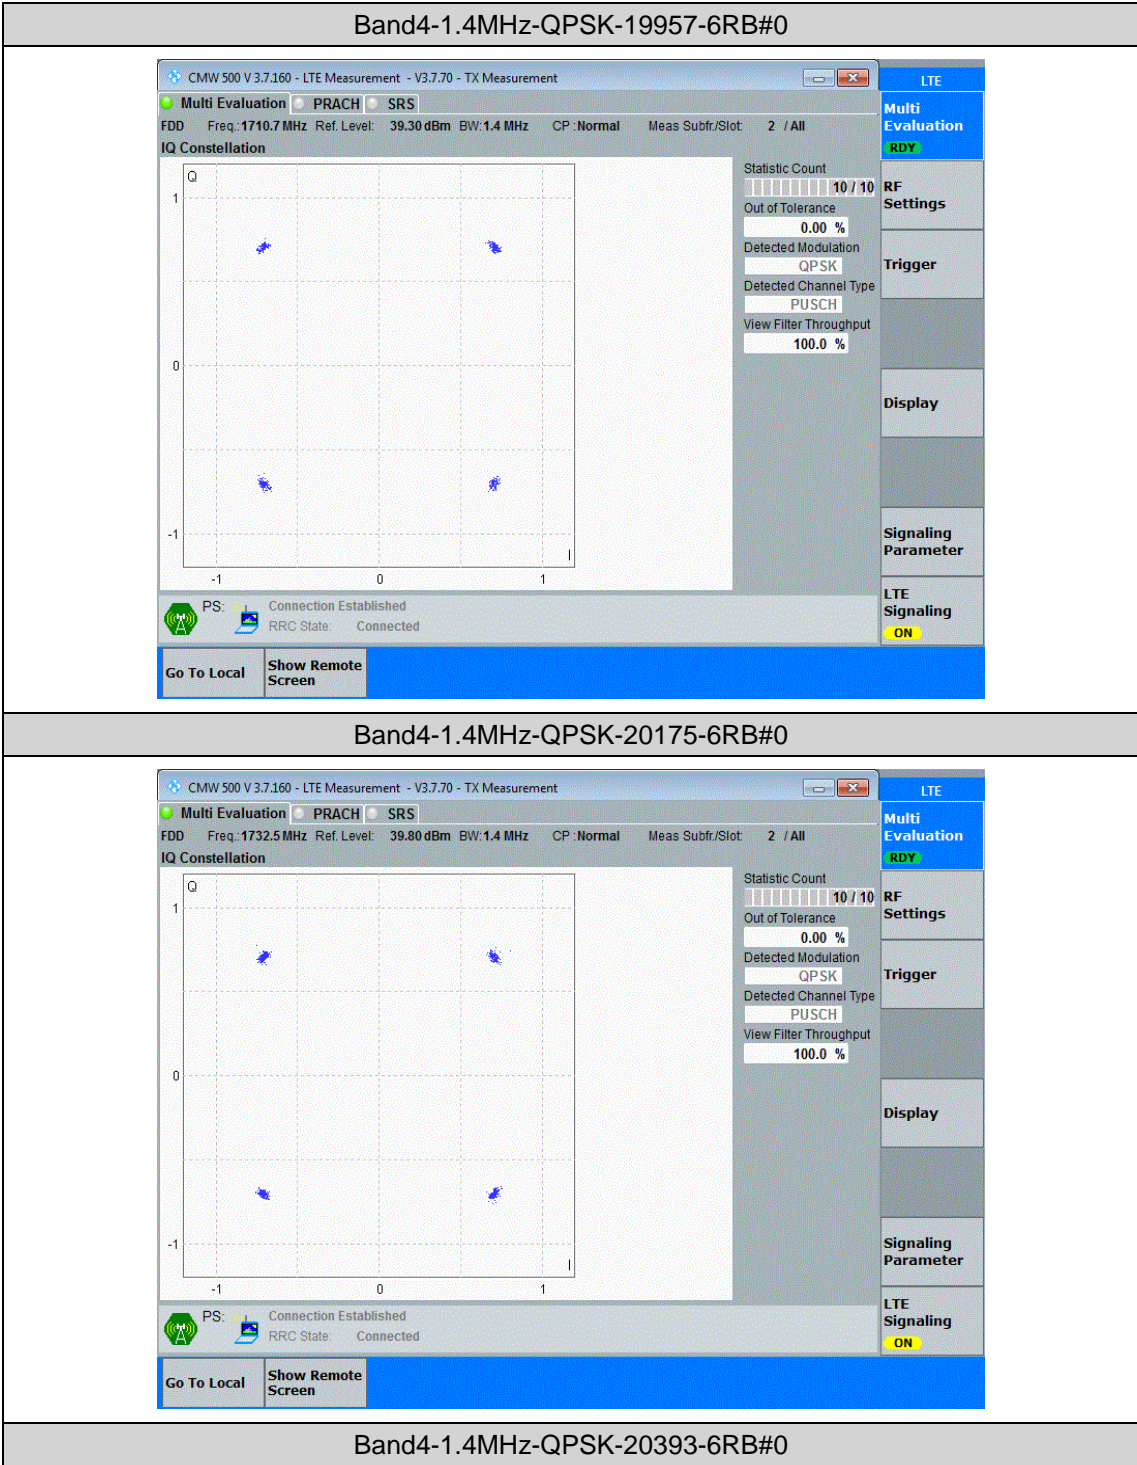 Band4-1.4MHz-QPSK-19957-6RB#0
CMW 500 V 3.7.160 - LTE Measurement - V3.7.70 - TX Measurement
LTE
Multi Evaluation PRACH SRS
Multi
Evaluation
RDY
FDD Freq.: 1710.7 MHz Ref. Level: 39.30 dBm BW: 1.4 MHz CP : Normal Meas Subfr./Slot: 2 / All
IQ Constellation
Q
1
0
-1
-1 0 1
I
Statistic Count
10 / 10
Out of Tolerance
0.00 %
Detected Modulation
QPSK
Detected Channel Type
PUSCH
View Filter Throughput
100.0 %
RF
Settings
Trigger
Display
Signaling
Parameter
LTE
Signaling
ON
PS: Connection Established
RRC State: Connected
Go To Local
Show Remote
Screen
Band4-1.4MHz-QPSK-20175-6RB#0
CMW 500 V 3.7.160 - LTE Measurement - V3.7.70 - TX Measurement
LTE
Multi Evaluation PRACH SRS
Multi
Evaluation
RDY
FDD Freq.: 1732.5 MHz Ref. Level: 39.80 dBm BW: 1.4 MHz CP : Normal Meas Subfr./Slot: 2 / All
IQ Constellation
Q
1
0
-1
-1 0 1
I
Statistic Count
10 / 10
Out of Tolerance
0.00 %
Detected Modulation
QPSK
Detected Channel Type
PUSCH
View Filter Throughput
100.0 %
RF
Settings
Trigger
Display
Signaling
Parameter
LTE
Signaling
ON
PS: Connection Established
RRC State: Connected
Go To Local
Show Remote
Screen
Band4-1.4MHz-QPSK-20393-6RB#0